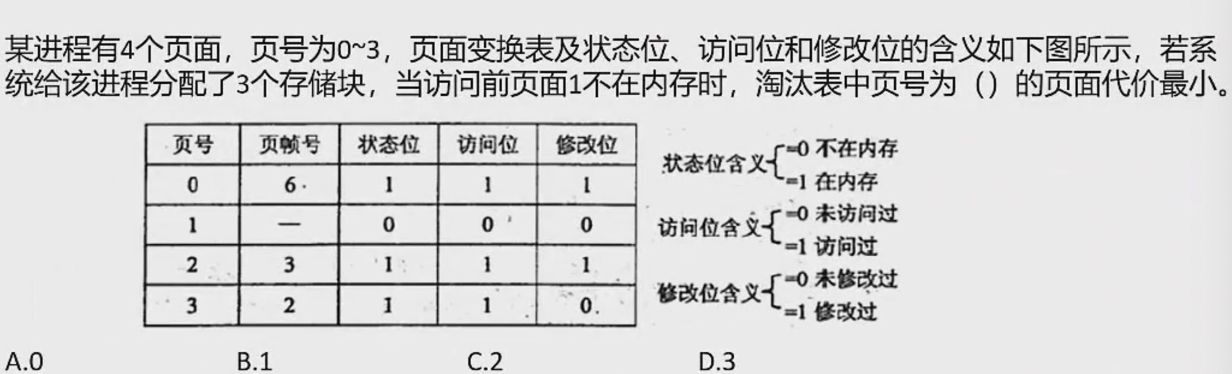 某进程有4个页面，页号为0~3，页面变换表及状态位、访问位和修改位的含义如下图所示，若系
统给该进程分配了3个存储块，当访问前页面1不在内存时，淘汰表中页号为（）的页面代价最小。
页号 页帧号 状态位 访问位 修改位
0 6 1 1 1
1 — 0 0 0
2 3 1 1 1
3 2 1 1 0
状态位含义 =0 不在内存
=1 在内存
访问位含义 =0 未访问过
=1 访问过
修改位含义 =0 未修改过
=1 修改过
A.0 B.1 C.2 D.3